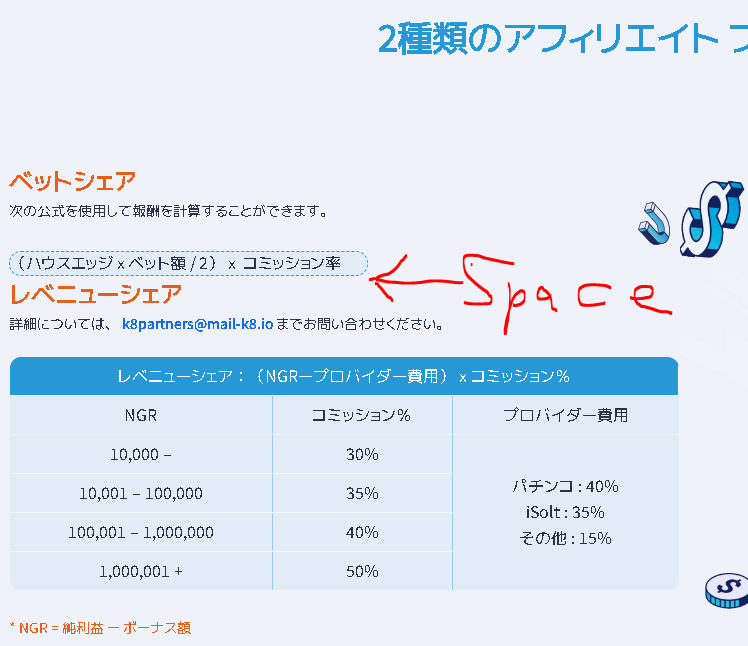 2種類のアフィリエイト
ベットシェア
次の公式を使用して報酬を計算することができます。
(ハウスエッジ x ベット額 / 2) x コミッション率
Space
レベニューシェア
詳細については、 k8partners@mail-k8.io までお問い合わせください。
レベニューシェア： （NGRープロバイダー費用） x コミッション％
NGR コミッション％ プロバイダー費用
10,000 – 30%
10,001 – 100,000 35%
パチンコ : 40%
iSolt : 35%
100,001 – 1,000,000 40%
その他 : 15%
1,000,001 + 50%
* NGR = 純利益 ー ボーナス額